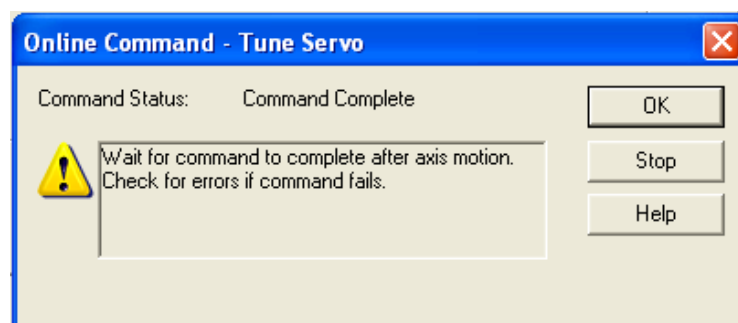 Online Command - Tune Servo
Command Status: Command Complete
OK
Wait for command to complete after axis motion.
Check for errors if command fails.
Stop
Help